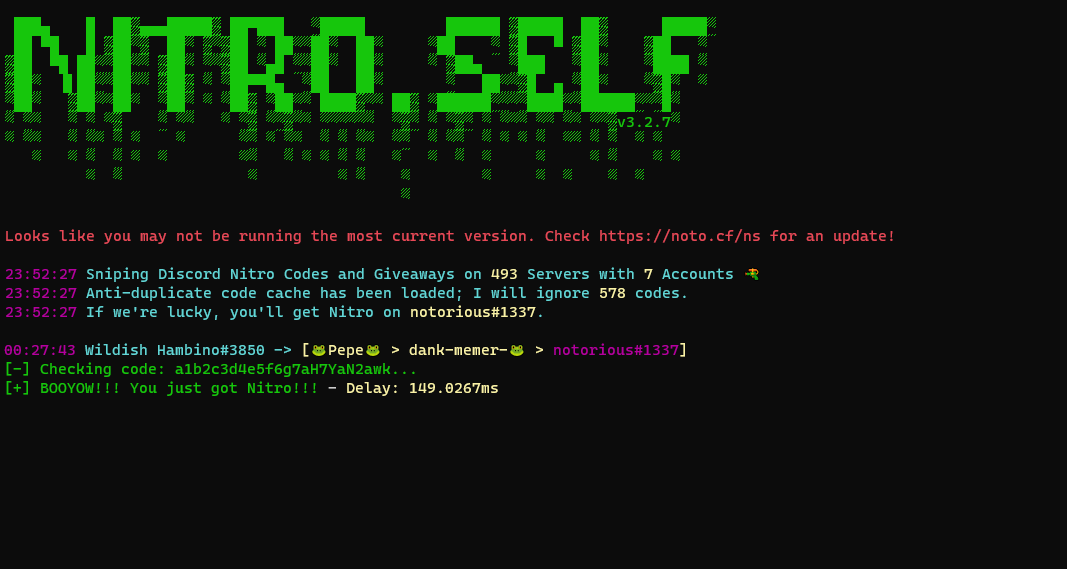 NITRO.SELF
v3.2.7
Looks like you may not be running the most current version. Check https://noto.cf/ns for an update!
23:52:27 Sniping Discord Nitro Codes and Giveaways on 493 Servers with 7 Accounts 🔫
23:52:27 Anti-duplicate code cache has been loaded; I will ignore 578 codes.
23:52:27 If we're lucky, you'll get Nitro on notorious#1337.
00:27:43 Wildish Hambino#3850 -> [🐸Pepe🐸 > dank-memer-🐸 > notorious#1337]
[-] Checking code: a1b2c3d4e5f6g7aH7YaN2awk...
[+] BOOYOW!!! You just got Nitro!!! - Delay: 149.0267ms